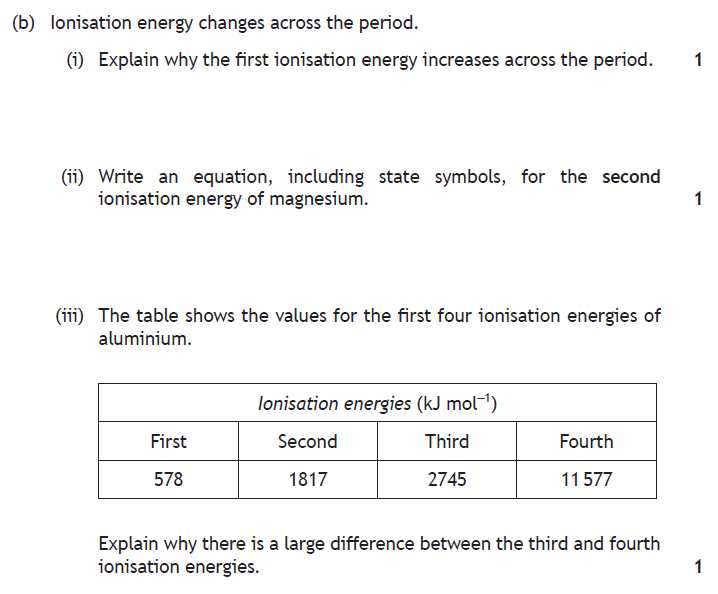 (b) Ionisation energy changes across the period.
(i) Explain why the first ionisation energy increases across the period. 1
(ii) Write an equation, including state symbols, for the second
ionisation energy of magnesium. 1
(iii) The table shows the values for the first four ionisation energies of
aluminium.
Ionisation energies (kJ mol⁻¹)
First Second Third Fourth
578 1817 2745 11 577
Explain why there is a large difference between the third and fourth
ionisation energies. 1